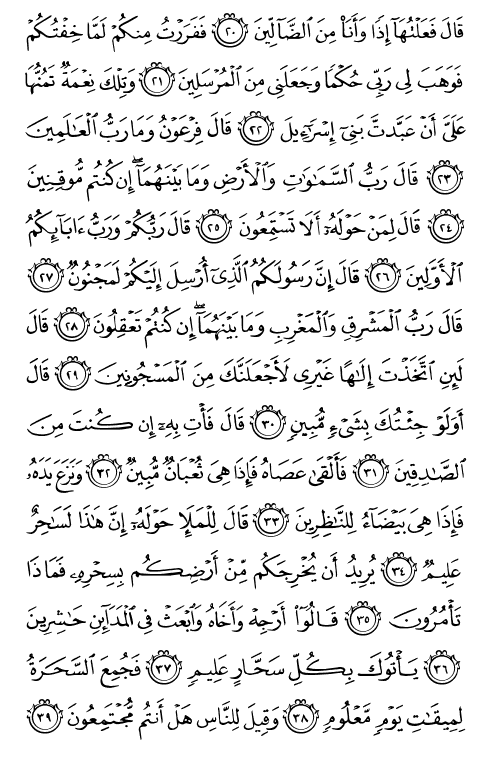 قَالَ فَعَلْتُهَآ إِذًا وَأَنَا۠ مِنَ ٱلضَّآلِّينَ ٢٠ فَفَرَرْتُ مِنكُمْ لَمَّا خِفْتُكُمْ
فَوَهَبَ لِى رَبِّى حُكْمًا وَجَعَلَنِى مِنَ ٱلْمُرْسَلِينَ ٢١ وَتِلْكَ نِعْمَةٌ تَمُنُّهَا
عَلَىَّ أَنْ عَبَّدتَّ بَنِىٓ إِسْرَٰٓءِيلَ ٢٢ قَالَ فِرْعَوْنُ وَمَا رَبُّ ٱلْعَٰلَمِينَ
٢٣ قَالَ رَبُّ ٱلسَّمَٰوَٰتِ وَٱلْأَرْضِ وَمَا بَيْنَهُمَآ ۖ إِن كُنتُم مُّوقِنِينَ
٢٤ قَالَ لِمَنْ حَوْلَهُۥٓ أَلَا تَسْتَمِعُونَ ٢٥ قَالَ رَبُّكُمْ وَرَبُّ ءَابَآئِكُمُ
ٱلْأَوَّلِينَ ٢٦ قَالَ إِنَّ رَسُولَكُمُ ٱلَّذِىٓ أُرْسِلَ إِلَيْكُمْ لَمَجْنُونٌ ٢٧
قَالَ رَبُّ ٱلْمَشْرِقِ وَٱلْمَغْرِبِ وَمَا بَيْنَهُمَآ ۖ إِن كُنتُمْ تَعْقِلُونَ ٢٨ قَالَ
لَئِنِ ٱتَّخَذْتَ إِلَٰهًا غَيْرِى لَأَجْعَلَنَّكَ مِنَ ٱلْمَسْجُونِينَ ٢٩ قَالَ
أَوَلَوْ جِئْتُكَ بِشَىْءٍ مُّبِينٍ ٣٠ قَالَ فَأْتِ بِهِۦٓ إِن كُنتَ مِنَ
ٱلصَّٰدِقِينَ ٣١ فَأَلْقَىٰ عَصَاهُ فَإِذَا هِىَ ثُعْبَانٌ مُّبِينٌ ٣٢ وَنَزَعَ يَدَهُۥ
فَإِذَا هِىَ بَيْضَآءُ لِلنَّٰظِرِينَ ٣٣ قَالَ لِلْمَلَإِ حَوْلَهُۥٓ إِنَّ هَٰذَا لَسَٰحِرٌ
عَلِيمٌ ٣٤ يُرِيدُ أَن يُخْرِجَكُم مِّنْ أَرْضِكُم بِسِحْرِهِۦ فَمَاذَا
تَأْمُرُونَ ٣٥ قَالُوٓا۟ أَرْجِهْ وَأَخَاهُ وَٱبْعَثْ فِى ٱلْمَدَآئِنِ حَٰشِرِينَ
٣٦ يَأْتُوكَ بِكُلِّ سَحَّارٍ عَلِيمٍ ٣٧ فَجُمِعَ ٱلسَّحَرَةُ
لِمِيقَٰتِ يَوْمٍ مَّعْلُومٍ ٣٨ وَقِيلَ لِلنَّاسِ هَلْ أَنتُم مُّجْتَمِعُونَ ٣٩